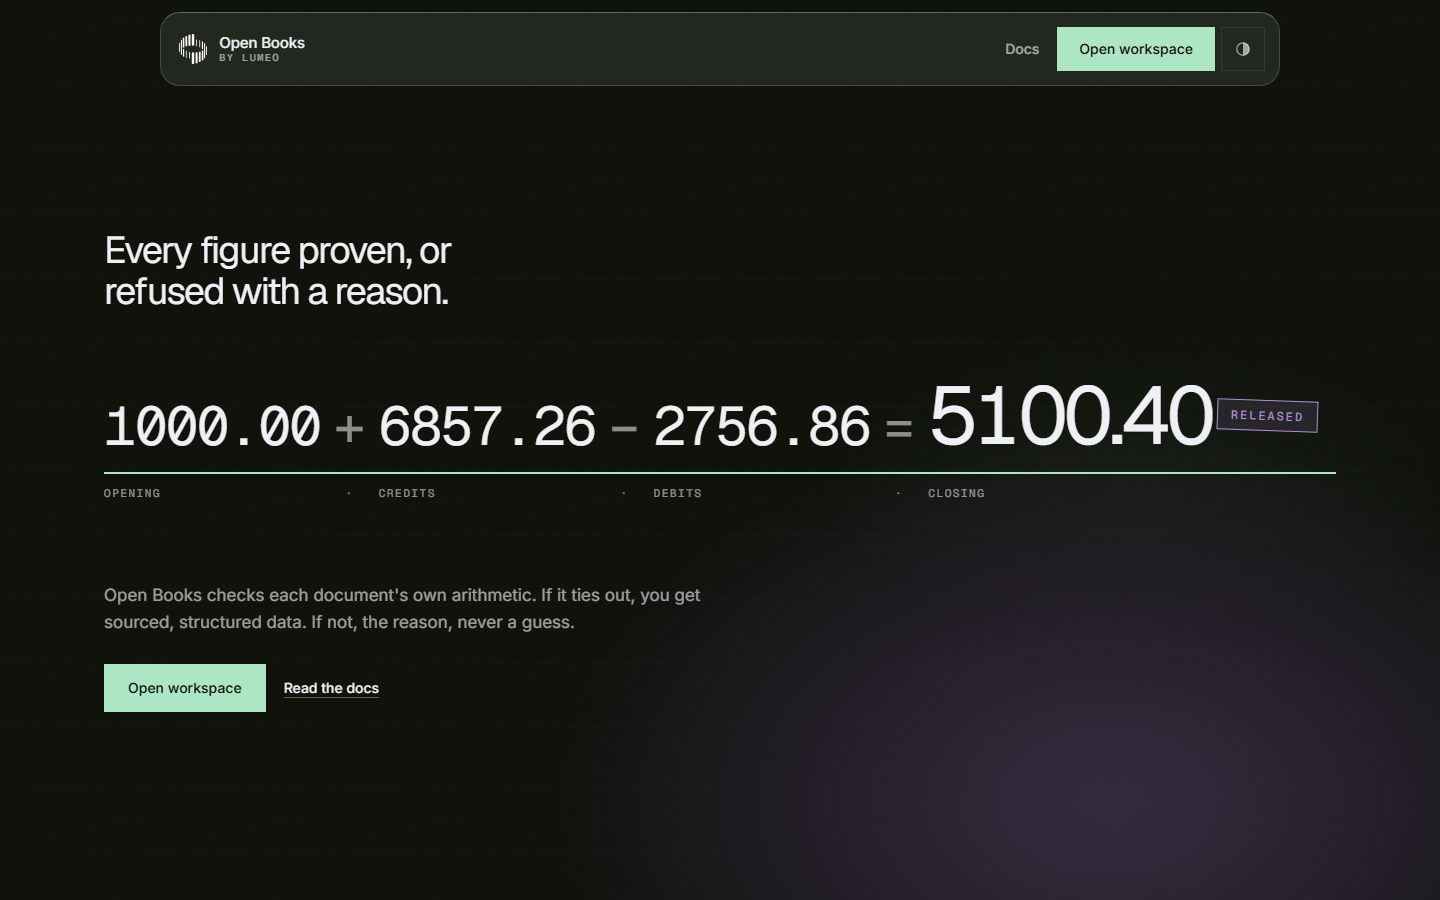 Open Books
BY LUMEO
Docs
Open workspace
Every figure proven, or
refused with a reason.
1000.00 + 6857.26 − 2756.86 = 5100.40 RELEASED
OPENING · CREDITS · DEBITS · CLOSING
Open Books checks each document's own arithmetic. If it ties out, you get
sourced, structured data. If not, the reason, never a guess.
Open workspace
Read the docs